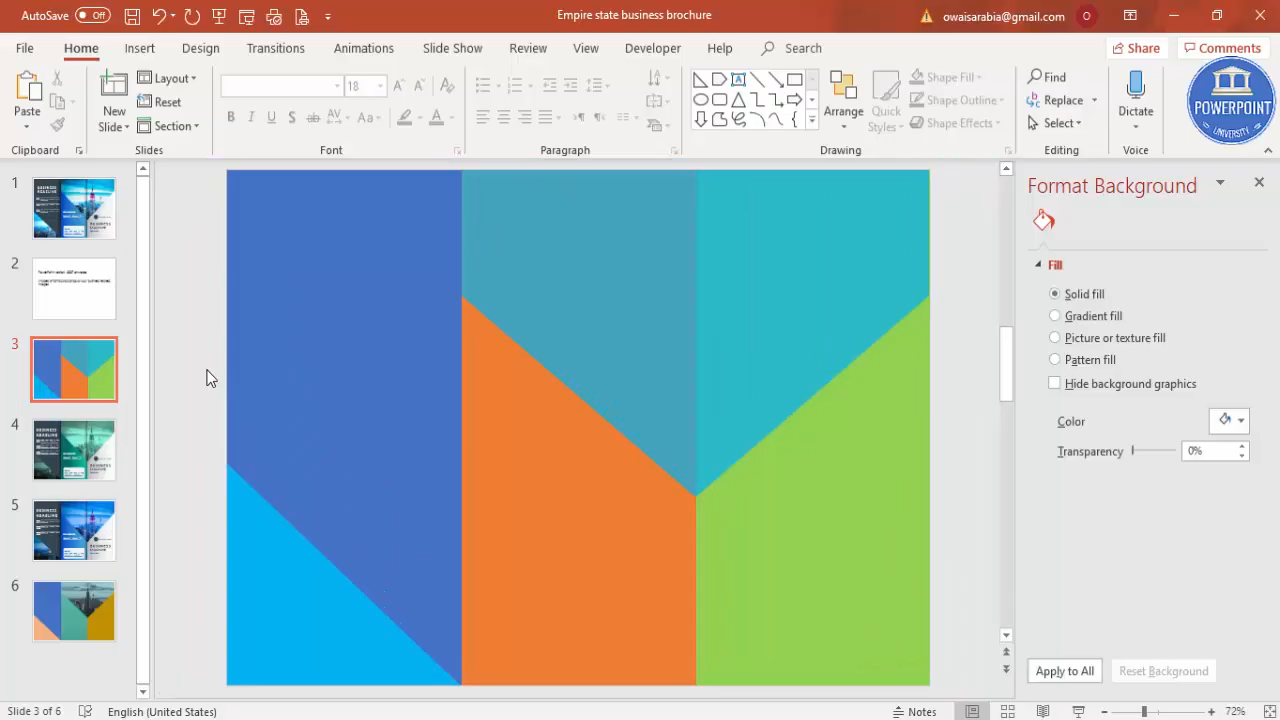 AutoSave Off Empire state business brochure owaisarabia@gmail.com O
File Home Insert Design Transitions Animations Slide Show Review View Developer Help Search Share Comments
Paste New Slide Layout Reset Section 18 Arrange Quick Styles Shape Fill Shape Outline Shape Effects Find Replace Select Dictate
Clipboard Slides Font Paragraph Drawing Editing Voice
POWERPOINT
UNIVERSITY
1
2
3
4
5
6
Format Background
Fill
Solid fill
Gradient fill
Picture or texture fill
Pattern fill
Hide background graphics
Color
Transparency 0%
Apply to All Reset Background
Slide 3 of 6 English (United States) Notes 72%